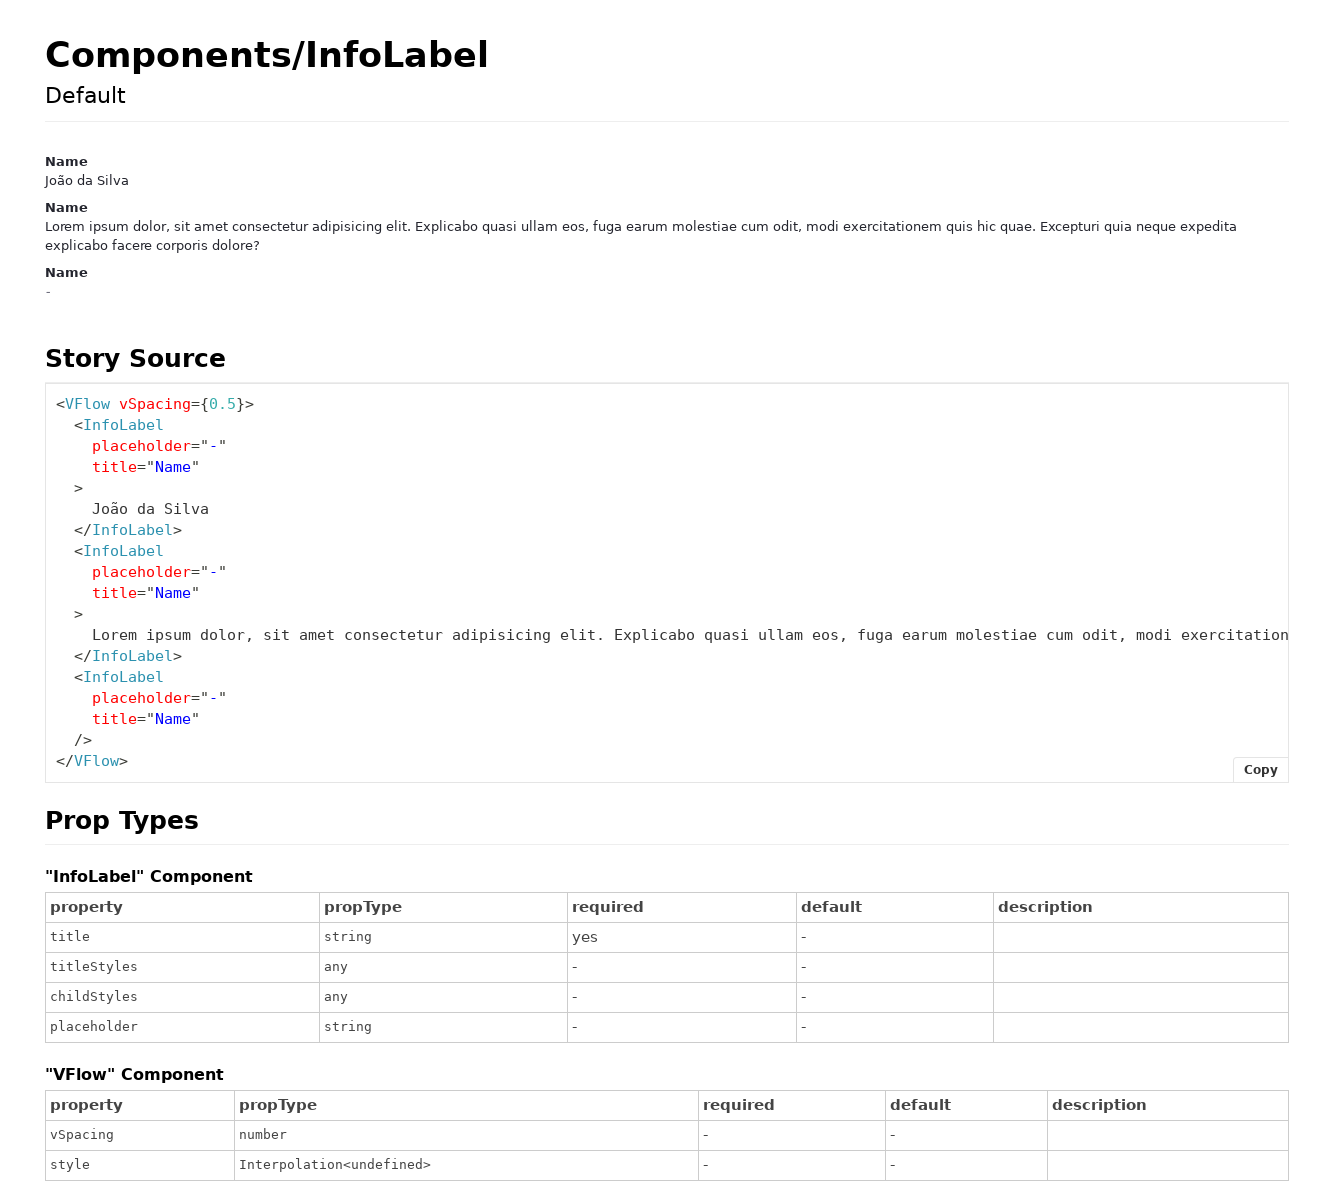 Components/InfoLabel
Default
Name
João da Silva
Name
Lorem ipsum dolor, sit amet consectetur adipisicing elit. Explicabo quasi ullam eos, fuga earum molestiae cum odit, modi exercitationem quis hic quae. Excepturi quia neque expedita
explicabo facere corporis dolore?
Name
-
Story Source
<VFlow vSpacing={0.5}>
  <InfoLabel
    placeholder="-"
    title="Name"
  >
    João da Silva
  </InfoLabel>
  <InfoLabel
    placeholder="-"
    title="Name"
  >
    Lorem ipsum dolor, sit amet consectetur adipisicing elit. Explicabo quasi ullam eos, fuga earum molestiae cum odit, modi exercitation
  </InfoLabel>
  <InfoLabel
    placeholder="-"
    title="Name"
  />
</VFlow>
Copy
Prop Types
"InfoLabel" Component
property propType required default description
title string yes -
titleStyles any - -
childStyles any - -
placeholder string - -
"VFlow" Component
property propType required default description
vSpacing number - -
style Interpolation<undefined> - -